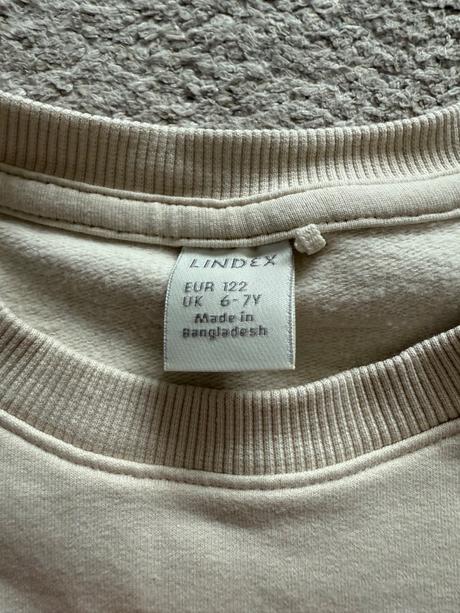 LINDEX
EUR 122
UK 6-7Y
Made in
Bangladesh